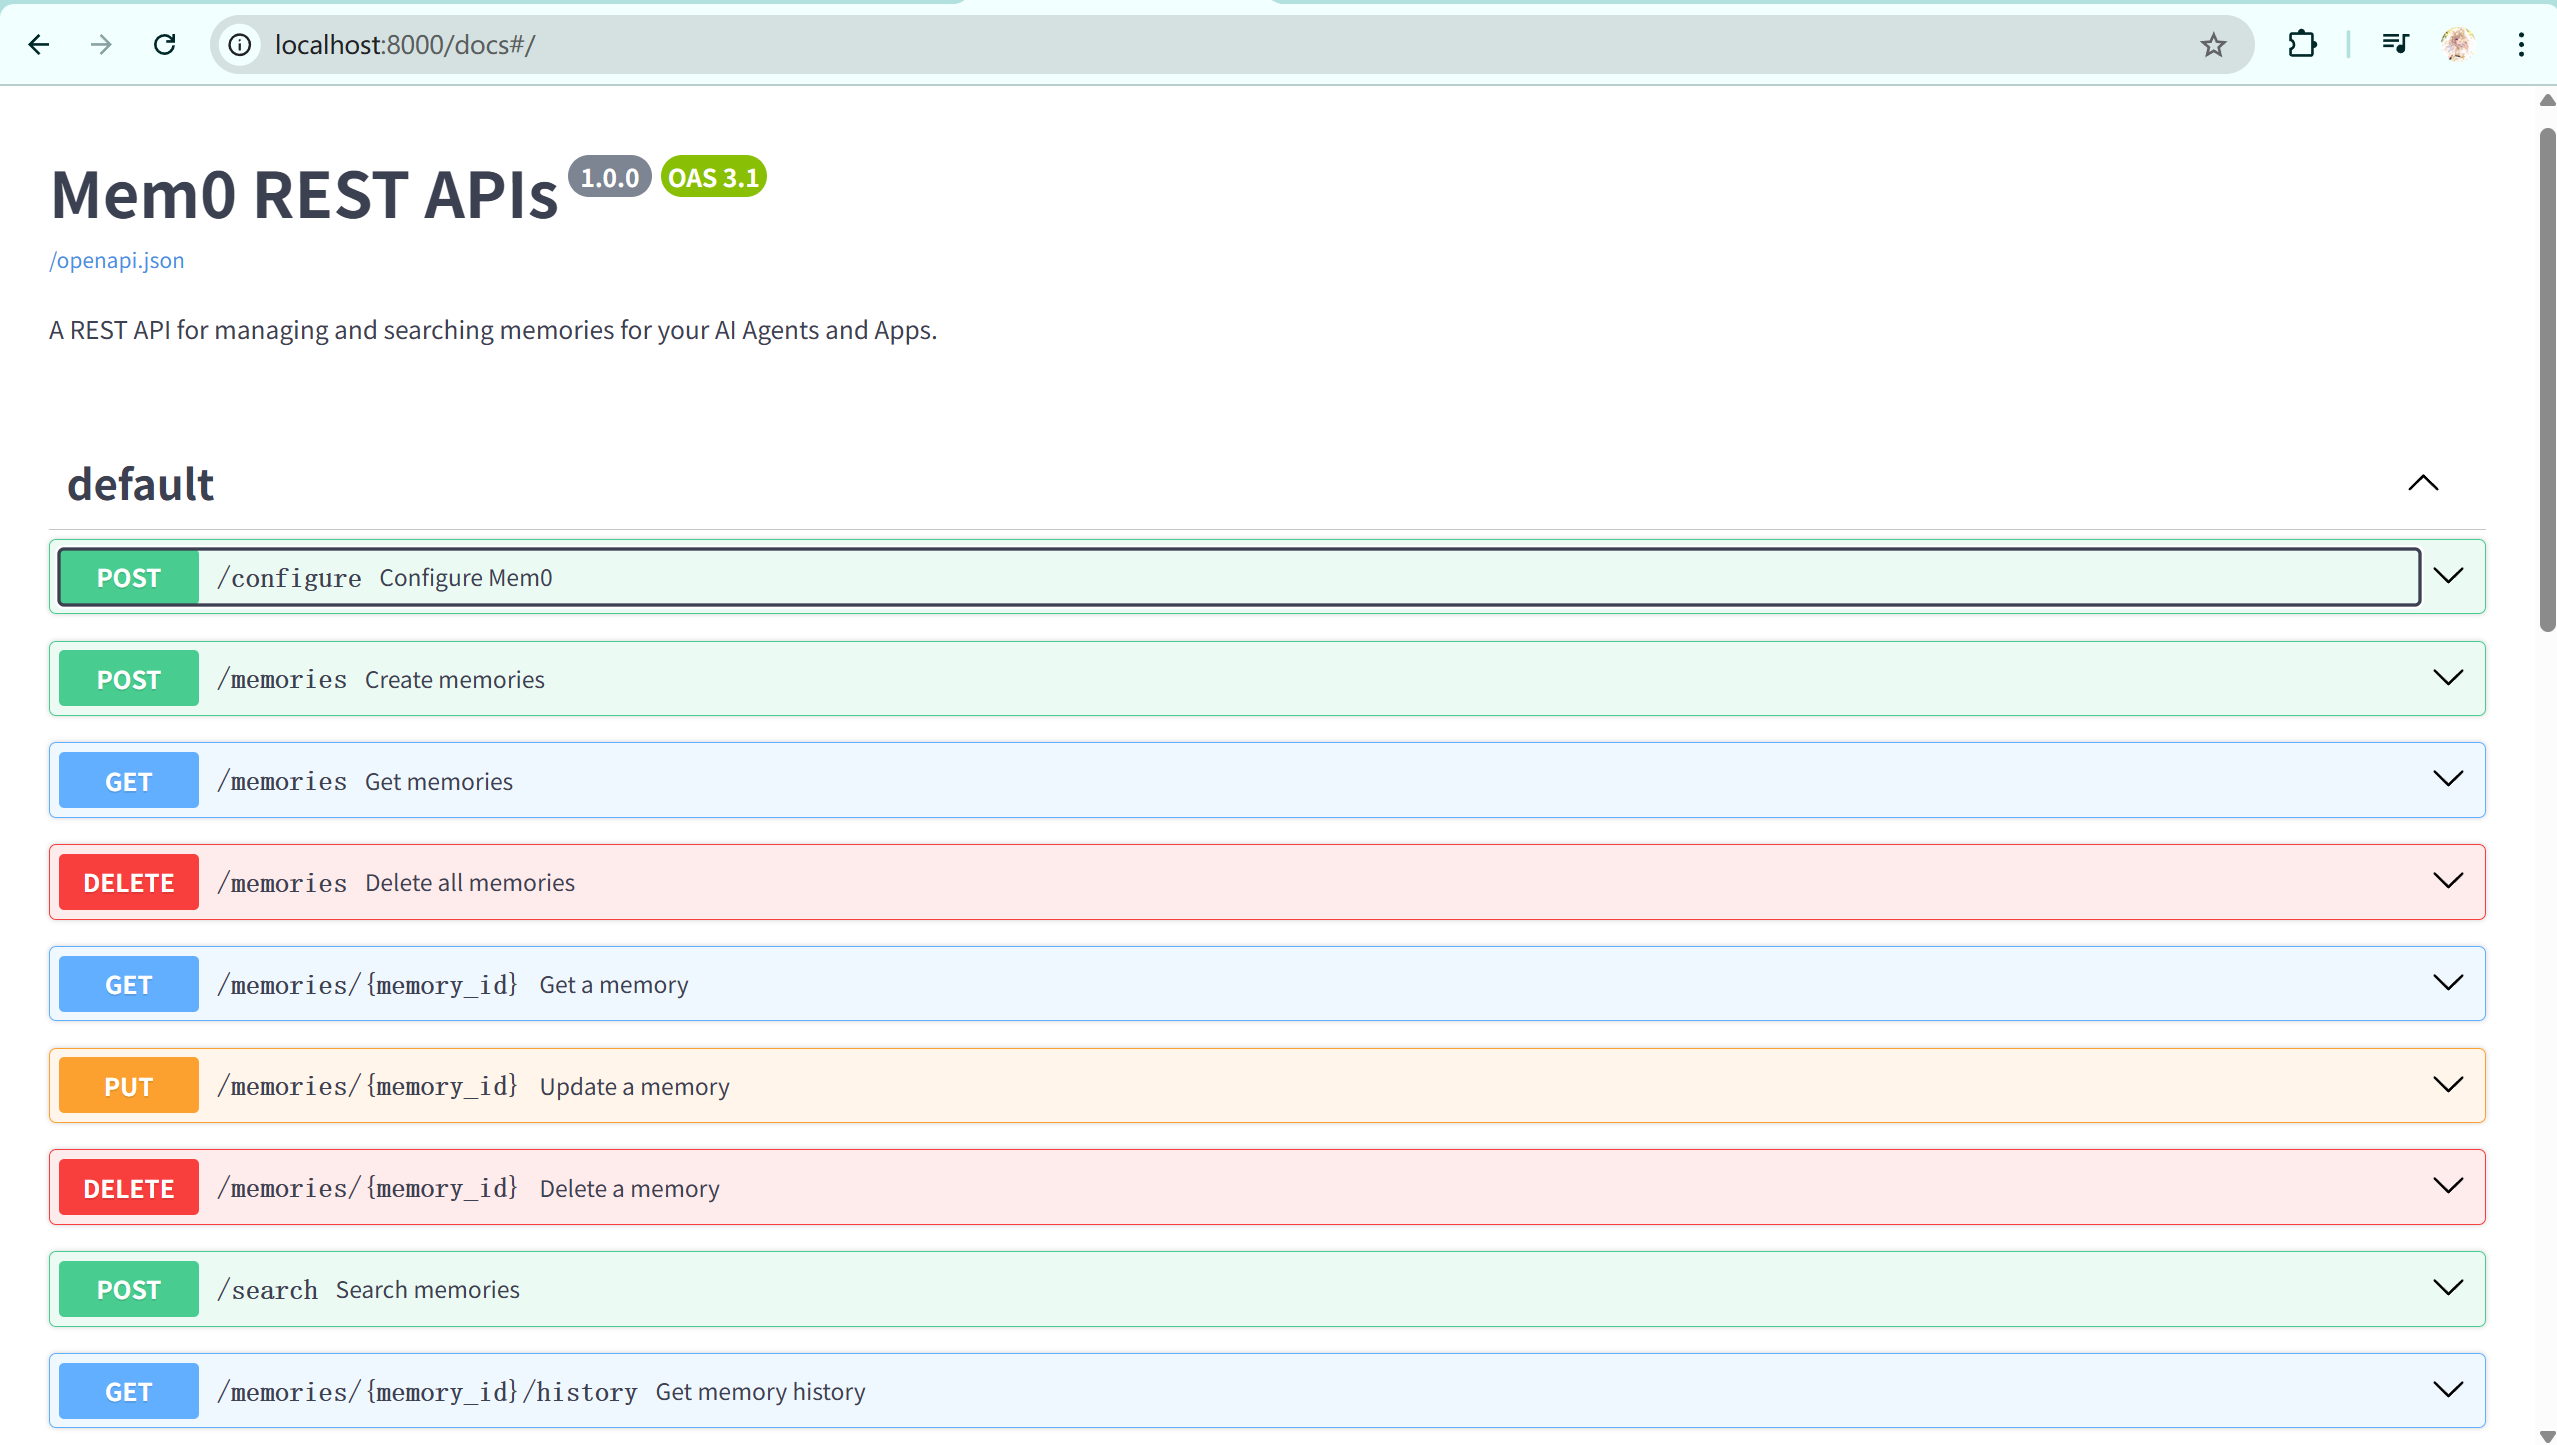 localhost:8000/docs#/
Mem0 REST APIs 1.0.0 OAS 3.1
/openapi.json
A REST API for managing and searching memories for your AI Agents and Apps.
default
POST /configure Configure Mem0
POST /memories Create memories
GET /memories Get memories
DELETE /memories Delete all memories
GET /memories/{memory_id} Get a memory
PUT /memories/{memory_id} Update a memory
DELETE /memories/{memory_id} Delete a memory
POST /search Search memories
GET /memories/{memory_id}/history Get memory history